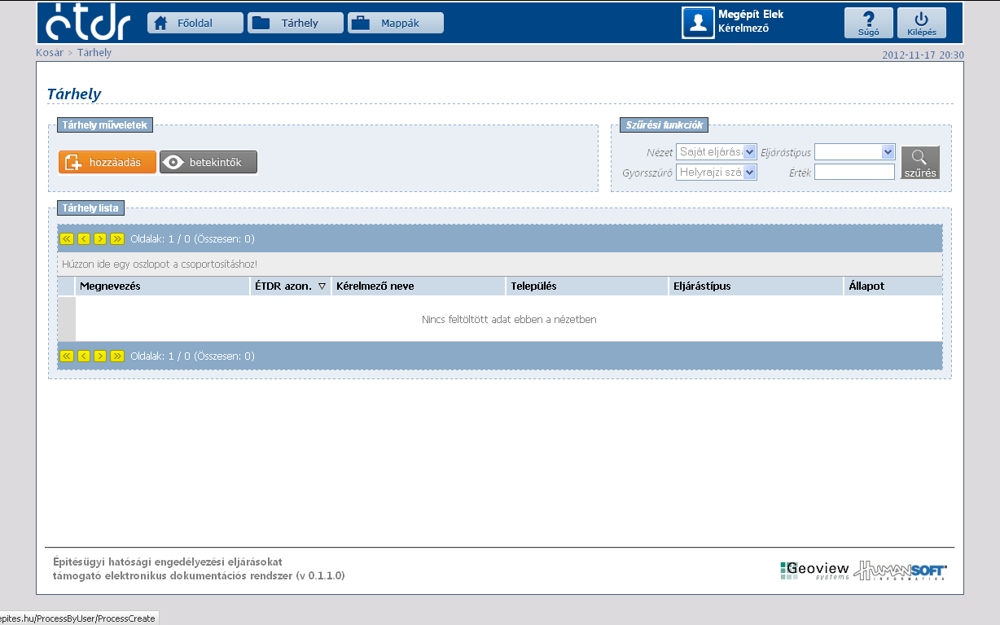 étdr
Főoldal
Tárhely
Mappák
Megépít Elek
Kérelmező
?
Súgó
Kilépés
Kosár > Tárhely
2012-11-17 20:30
Tárhely
Tárhely műveletek
hozzáadás
betekintők
Szűrési funkciók
Nézet
Saját eljárása
Eljárástípus
Gyorsszűrő
Helyrajzi szá
Érték
szűrés
Tárhely lista
Oldalak: 1 / 0 (Összesen: 0)
Húzzon ide egy oszlopot a csoportosításhoz!
Megnevezés ÉTDR azon. Kérelmező neve Település Eljárástípus Állapot
Nincs feltöltött adat ebben a nézetben
Oldalak: 1 / 0 (Összesen: 0)
Épitésügyi hatósági engedélyezési eljárásokat
támogató elektronikus dokumentációs rendszer (v 0.1.1.0)
Geoview
systems
HUMANSOFT
INFORMATIKA
epites.hu/ProcessByUser/ProcessCreate